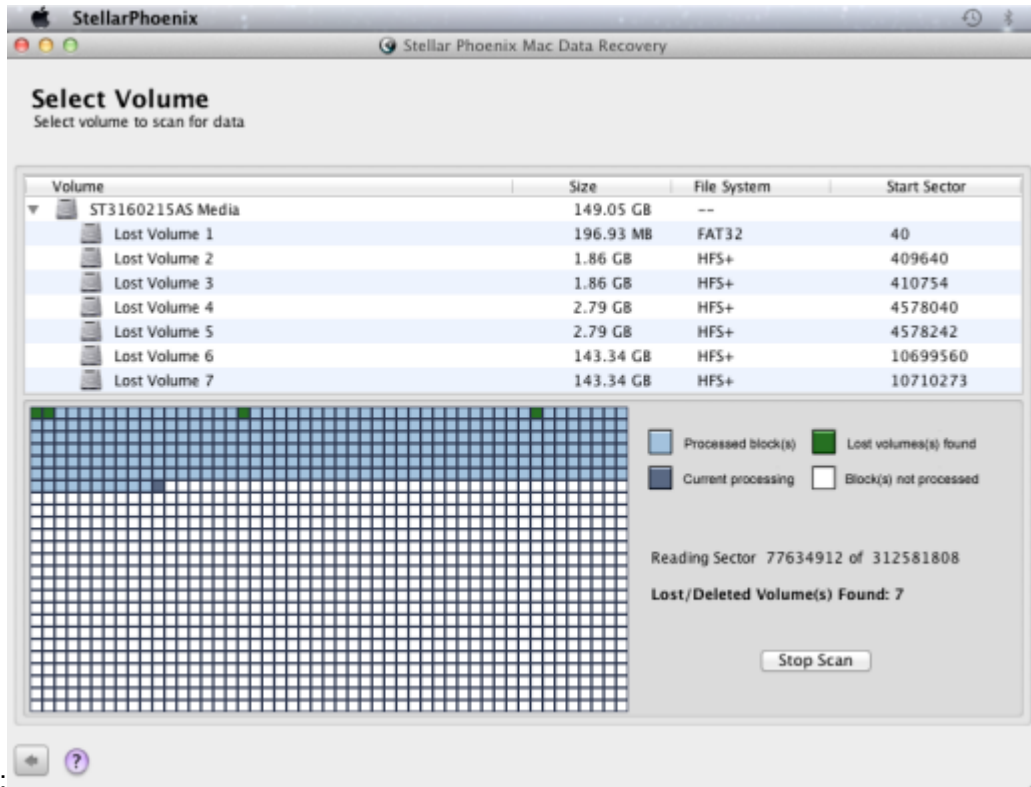 StellarPhoenix
Stellar Phoenix Mac Data Recovery
Select Volume
Select volume to scan for data
Volume Size File System Start Sector
ST3160215AS Media 149.05 GB --
Lost Volume 1 196.93 MB FAT32 40
Lost Volume 2 1.86 GB HFS+ 409640
Lost Volume 3 1.86 GB HFS+ 410754
Lost Volume 4 2.79 GB HFS+ 4578040
Lost Volume 5 2.79 GB HFS+ 4578242
Lost Volume 6 143.34 GB HFS+ 10699560
Lost Volume 7 143.34 GB HFS+ 10710273
Processed block(s) Lost volumes(s) found
Current processing Block(s) not processed
Reading Sector 77634912 of 312581808
Lost/Deleted Volume(s) Found: 7
Stop Scan
?
: